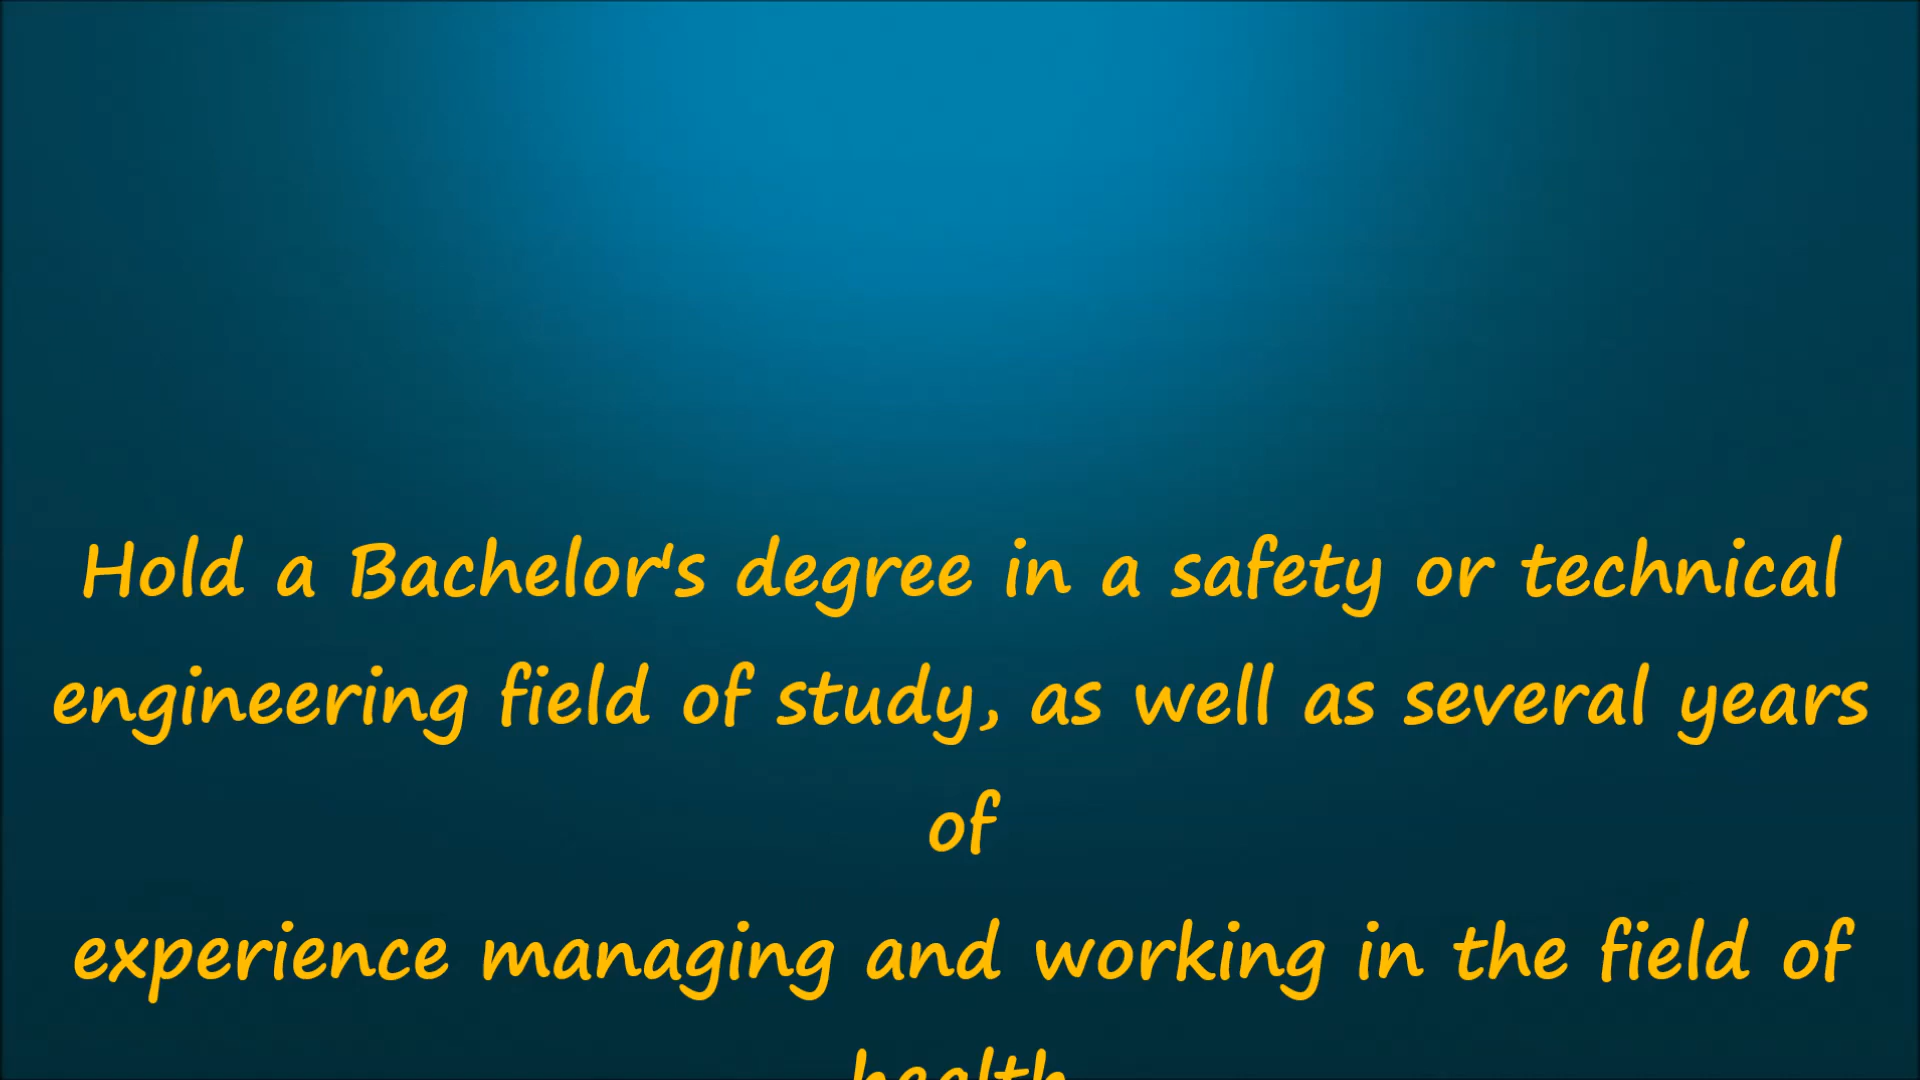 Hold a Bachelor's degree in a safety or technical
engineering field of study, as well as several years
of
experience managing and working in the field of
health